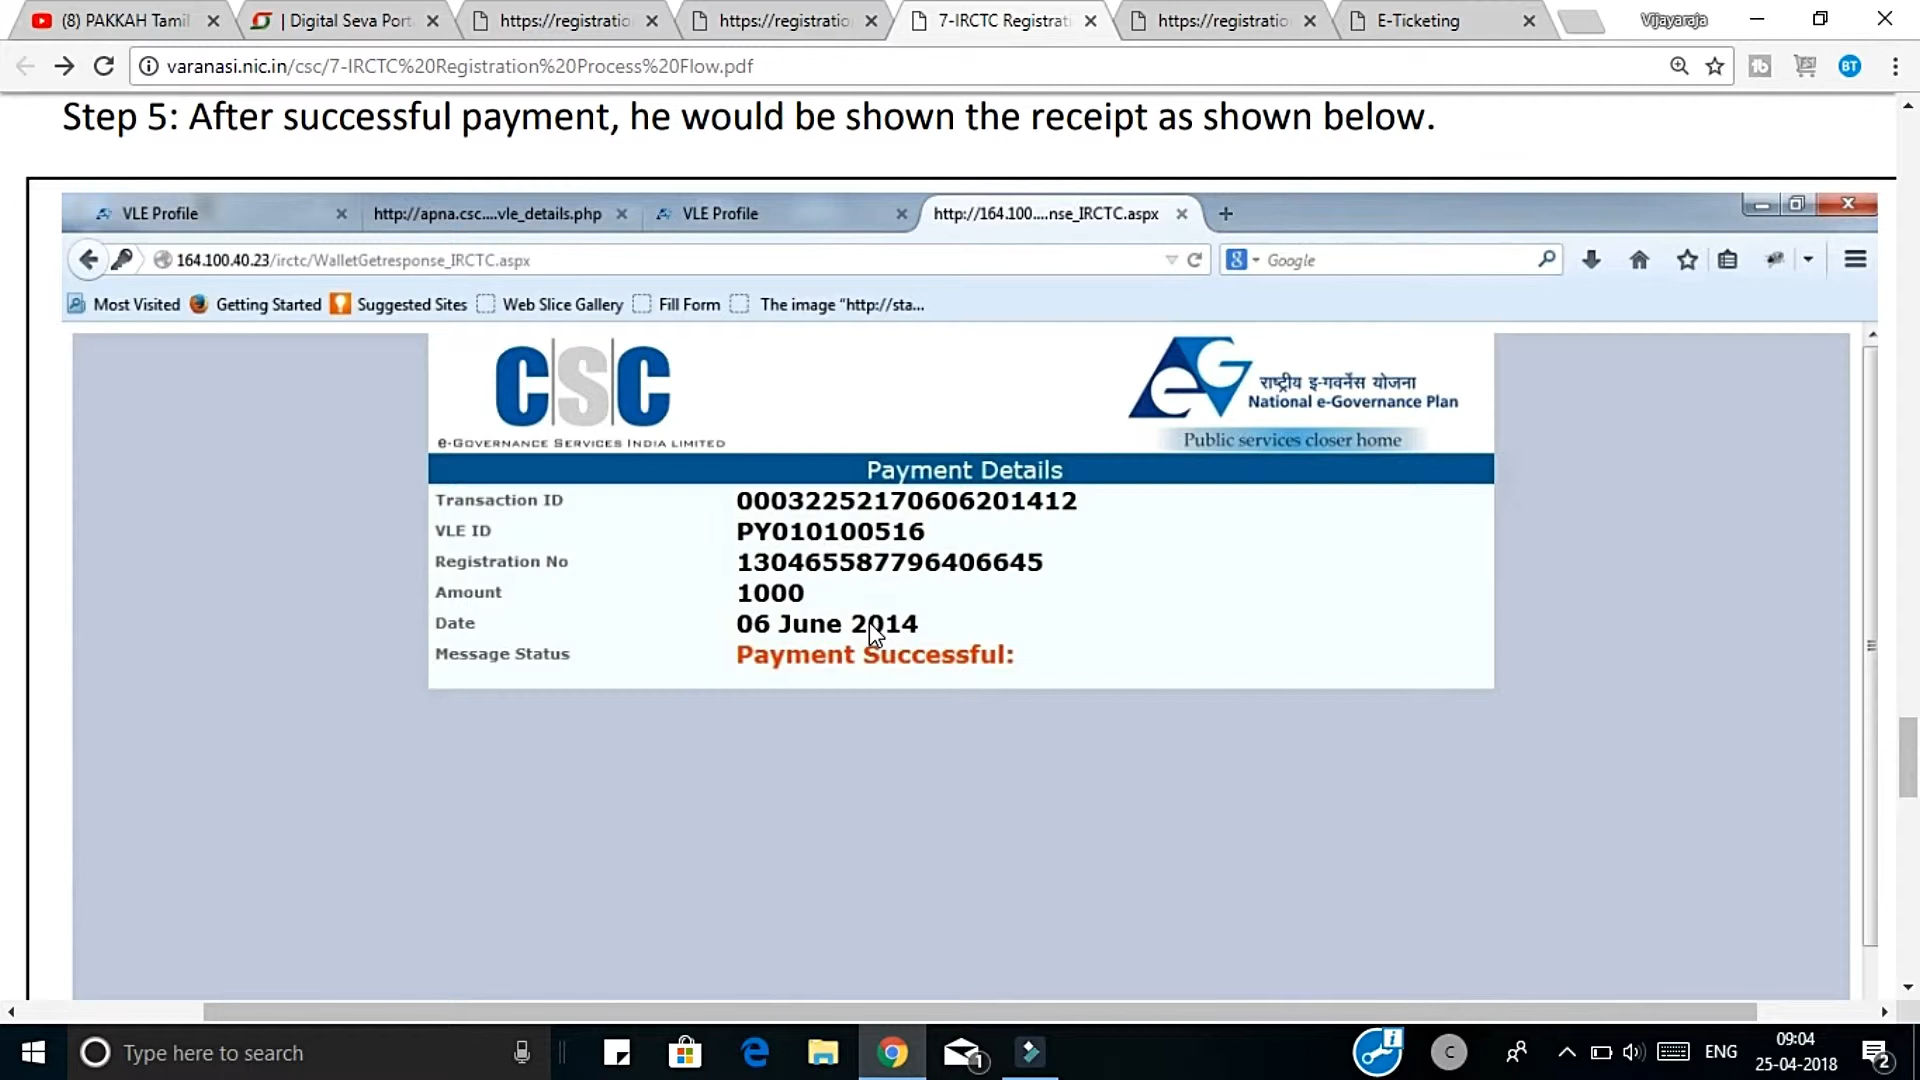 (8) PAKKAH Tamil
| Digital Seva Port
https://registratio
https://registratio
7-IRCTC Registrati
https://registratio
E-Ticketing
Vijayaraja
varanasi.nic.in/csc/7-IRCTC%20Registration%20Process%20Flow.pdf
BT
Step 5: After successful payment, he would be shown the receipt as shown below.
VLE Profile
http://apna.csc....vle_details.php
VLE Profile
http://164.100....nse_IRCTC.aspx
164.100.40.23/irctc/WalletGetresponse_IRCTC.aspx
Google
Most Visited
Getting Started
Suggested Sites
Web Slice Gallery
Fill Form
The image "http://sta...
CSC
e-Governance Services India Limited
eG
राष्ट्रीय इ-गवर्नेंस योजना
National e-Governance Plan
Public services closer home
Payment Details
Transaction ID 00032252170606201412
VLE ID PY010100516
Registration No 130465587796406645
Amount 1000
Date 06 June 2014
Message Status Payment Successful:
Type here to search
1
C
ENG
09:04
25-04-2018
2